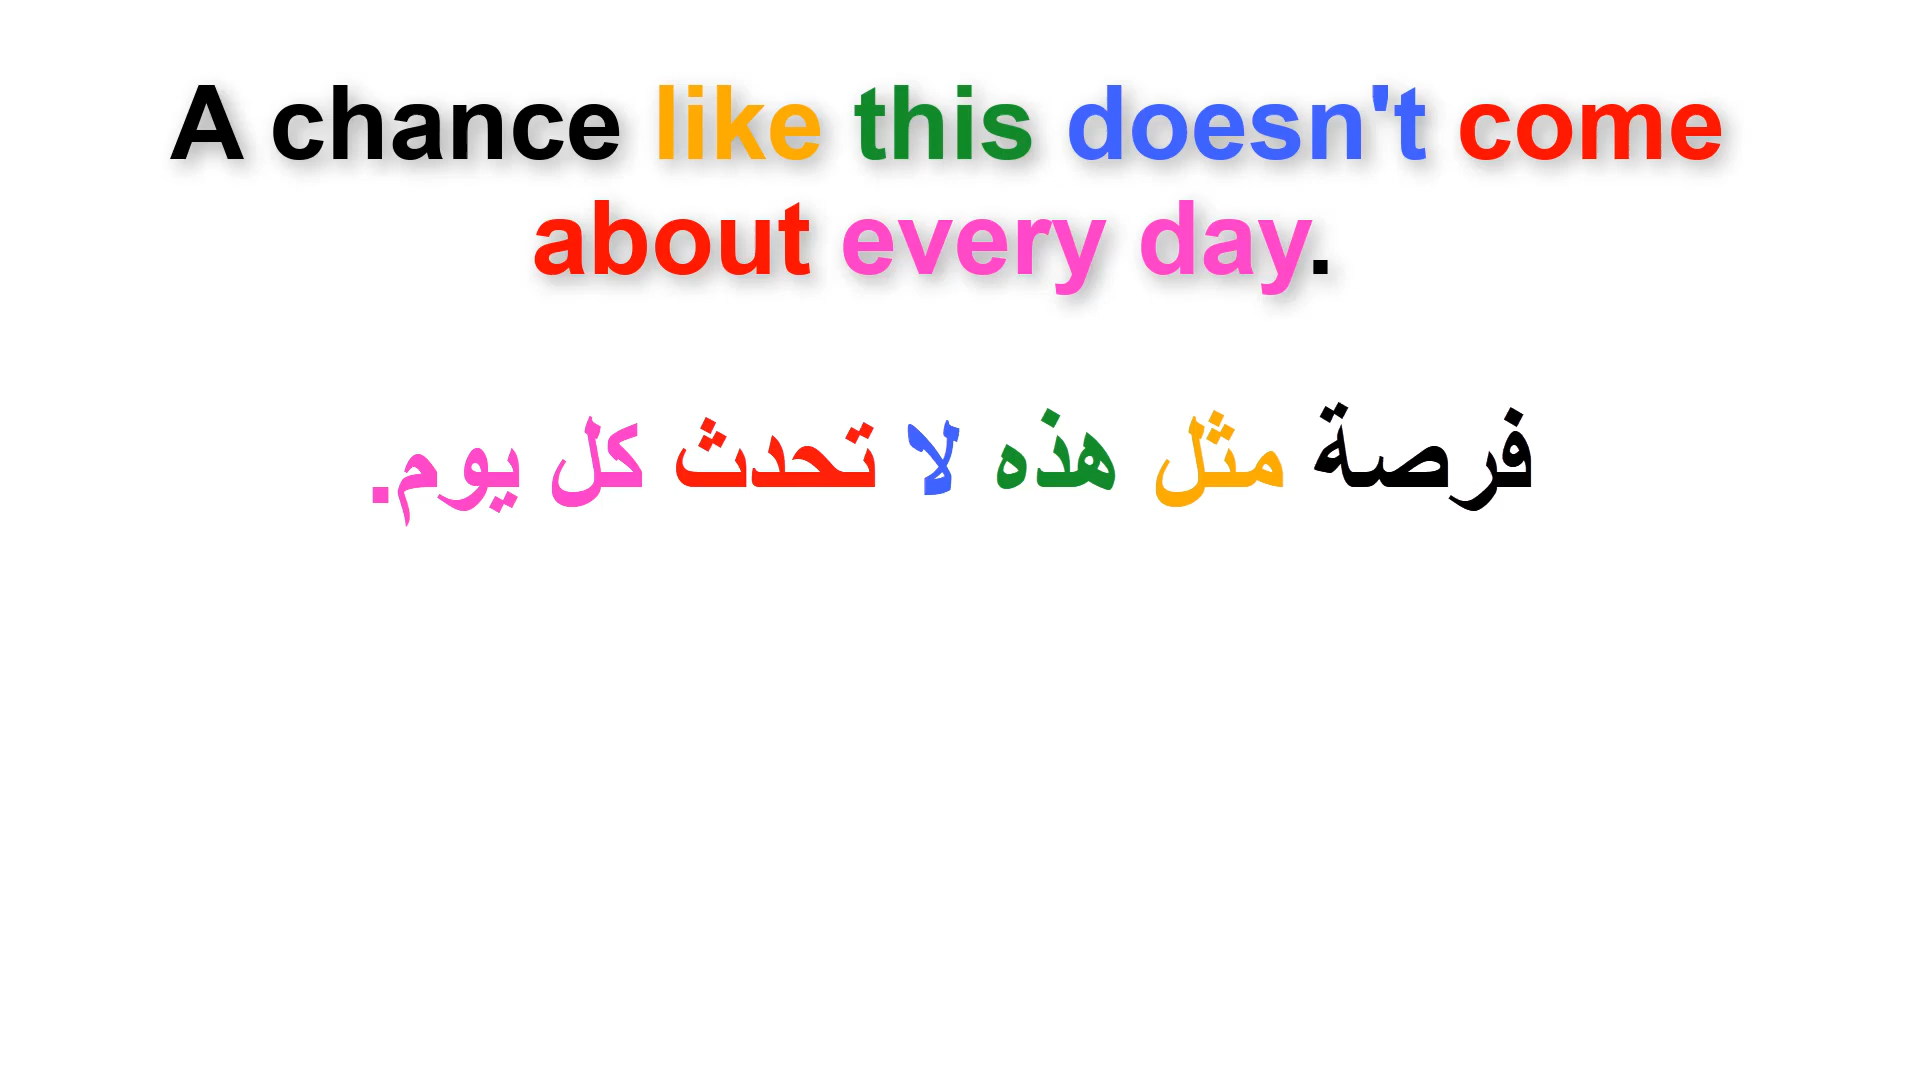 A chance like this doesn't come
about every day.
فرصة مثل هذه لا تحدث كل يوم.